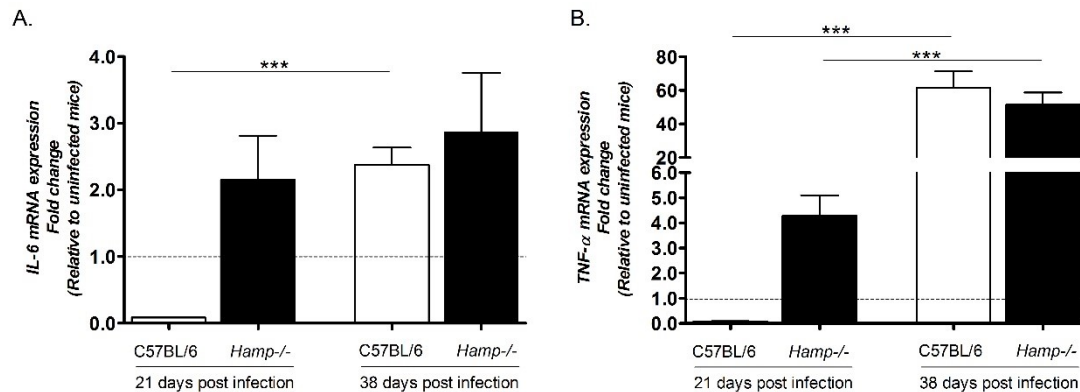 A.
IL-6 mRNA expression
Fold change
(Relative to uninfected mice)
4.0
3.0
2.0
1.0
0.0
***
C57BL/6
Hamp-/-
C57BL/6
Hamp-/-
21 days post infection
38 days post infection
B.
TNF-α mRNA expression
Fold change
(Relative to uninfected mice)
80
60
40
20
6.0
5.0
4.0
3.0
2.0
1.0
0.0
***
***
C57BL/6
Hamp-/-
C57BL/6
Hamp-/-
21 days post infection
38 days post infection